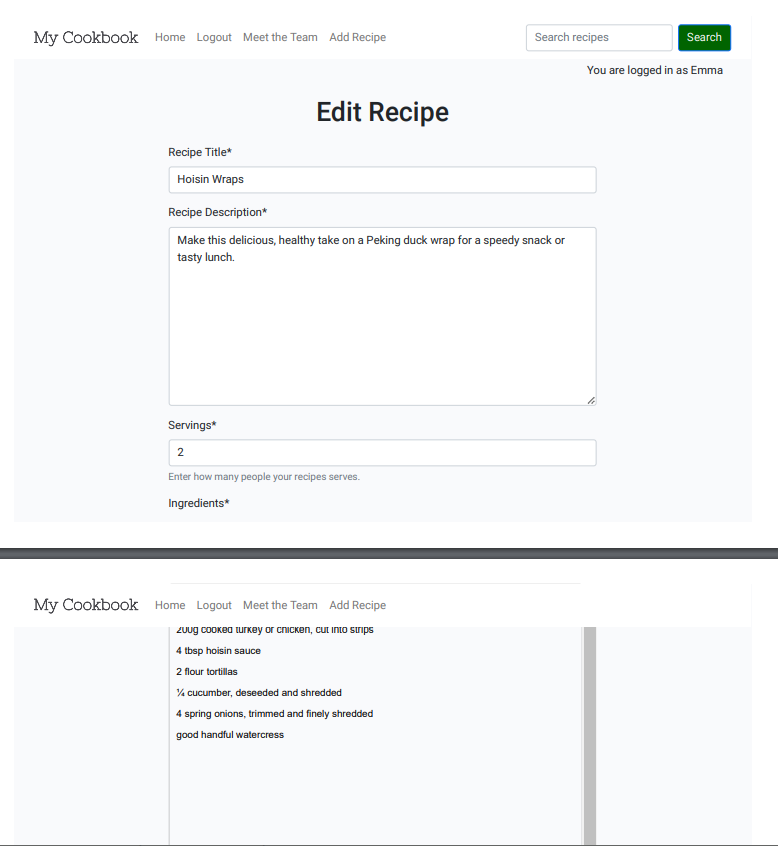 My Cookbook Home Logout Meet the Team Add Recipe Search recipes Search
You are logged in as Emma
Edit Recipe
Recipe Title*
Hoisin Wraps
Recipe Description*
Make this delicious, healthy take on a Peking duck wrap for a speedy snack or
tasty lunch.
Servings*
2
Enter how many people your recipes serves.
Ingredients*
My Cookbook Home Logout Meet the Team Add Recipe
200g cooked turkey or chicken, cut into strips
4 tbsp hoisin sauce
2 flour tortillas
¼ cucumber, deseeded and shredded
4 spring onions, trimmed and finely shredded
good handful watercress